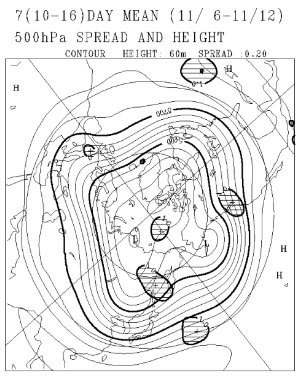 7(10-16)DAY MEAN (11/ 6-11/12)
500hPa SPREAD AND HEIGHT
CONTOUR HEIGHT: 60m SPREAD :0.20
H
H
H